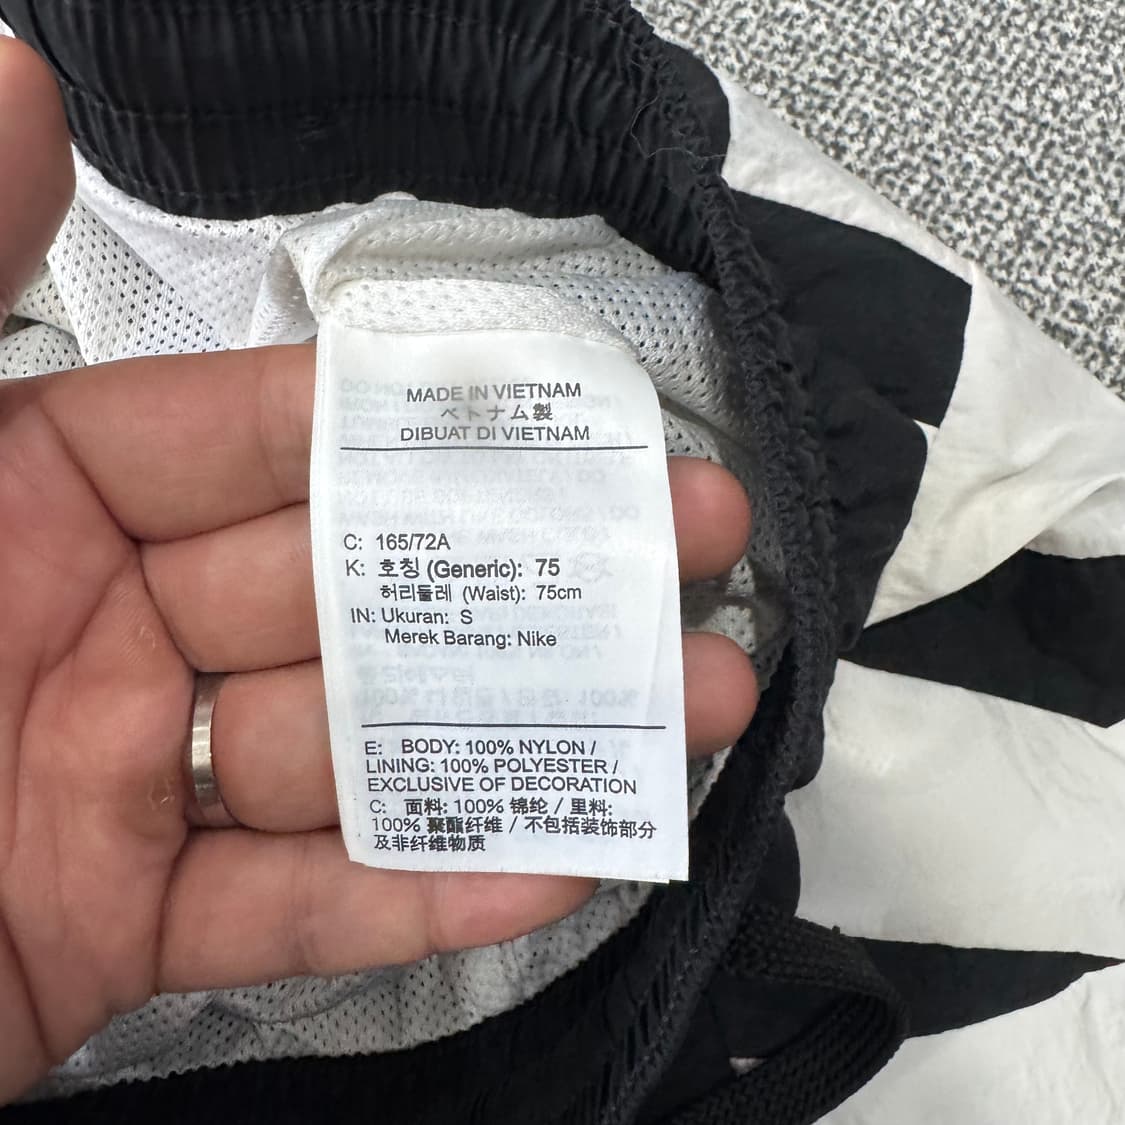 MADE IN VIETNAM
ベトナム製
DIBUAT DI VIETNAM
C: 165/72A
K: 호칭 (Generic): 75
허리둘레 (Waist): 75cm
IN: Ukuran: S
Merek Barang: Nike
E: BODY: 100% NYLON /
LINING: 100% POLYESTER /
EXCLUSIVE OF DECORATION
C: 面料: 100% 锦纶 / 里料:
100% 聚酯纤维 / 不包括装饰部分
及非纤维物质